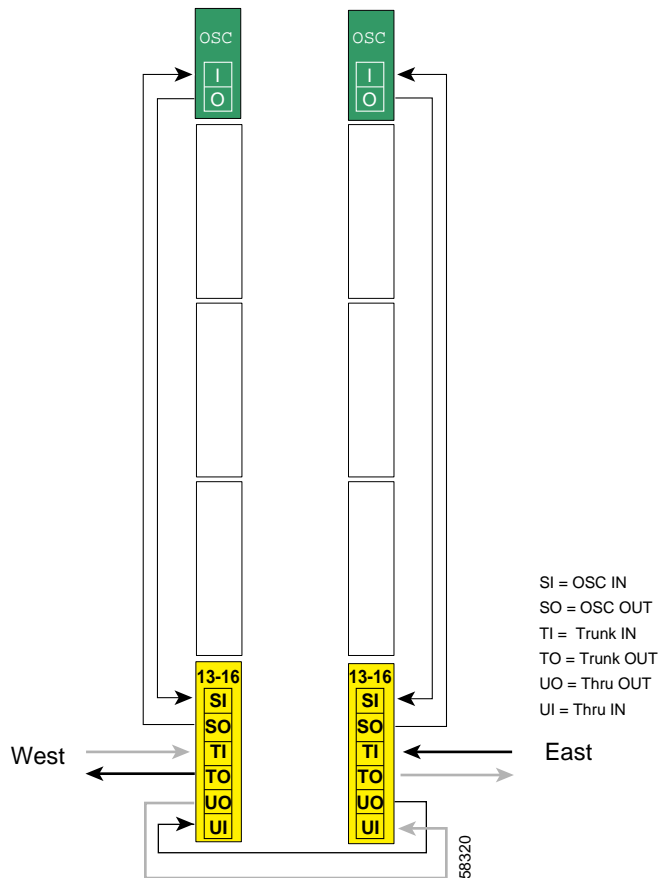 OSC
I
O
OSC
I
O
SI = OSC IN
SO = OSC OUT
TI = Trunk IN
TO = Trunk OUT
UO = Thru OUT
UI = Thru IN
13-16
SI
SO
TI
TO
UO
UI
13-16
SI
SO
TI
TO
UO
UI
West
East
58320